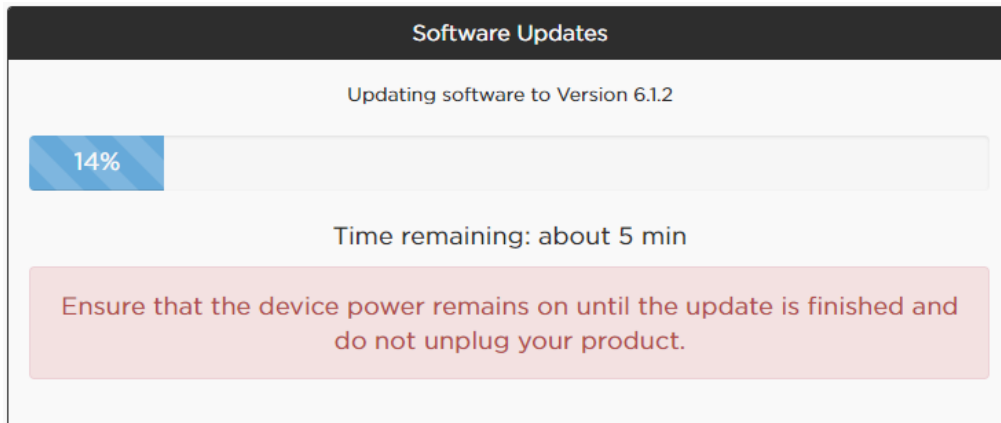 Software Updates
Updating software to Version 6.1.2
14%
Time remaining: about 5 min
Ensure that the device power remains on until the update is finished and
do not unplug your product.